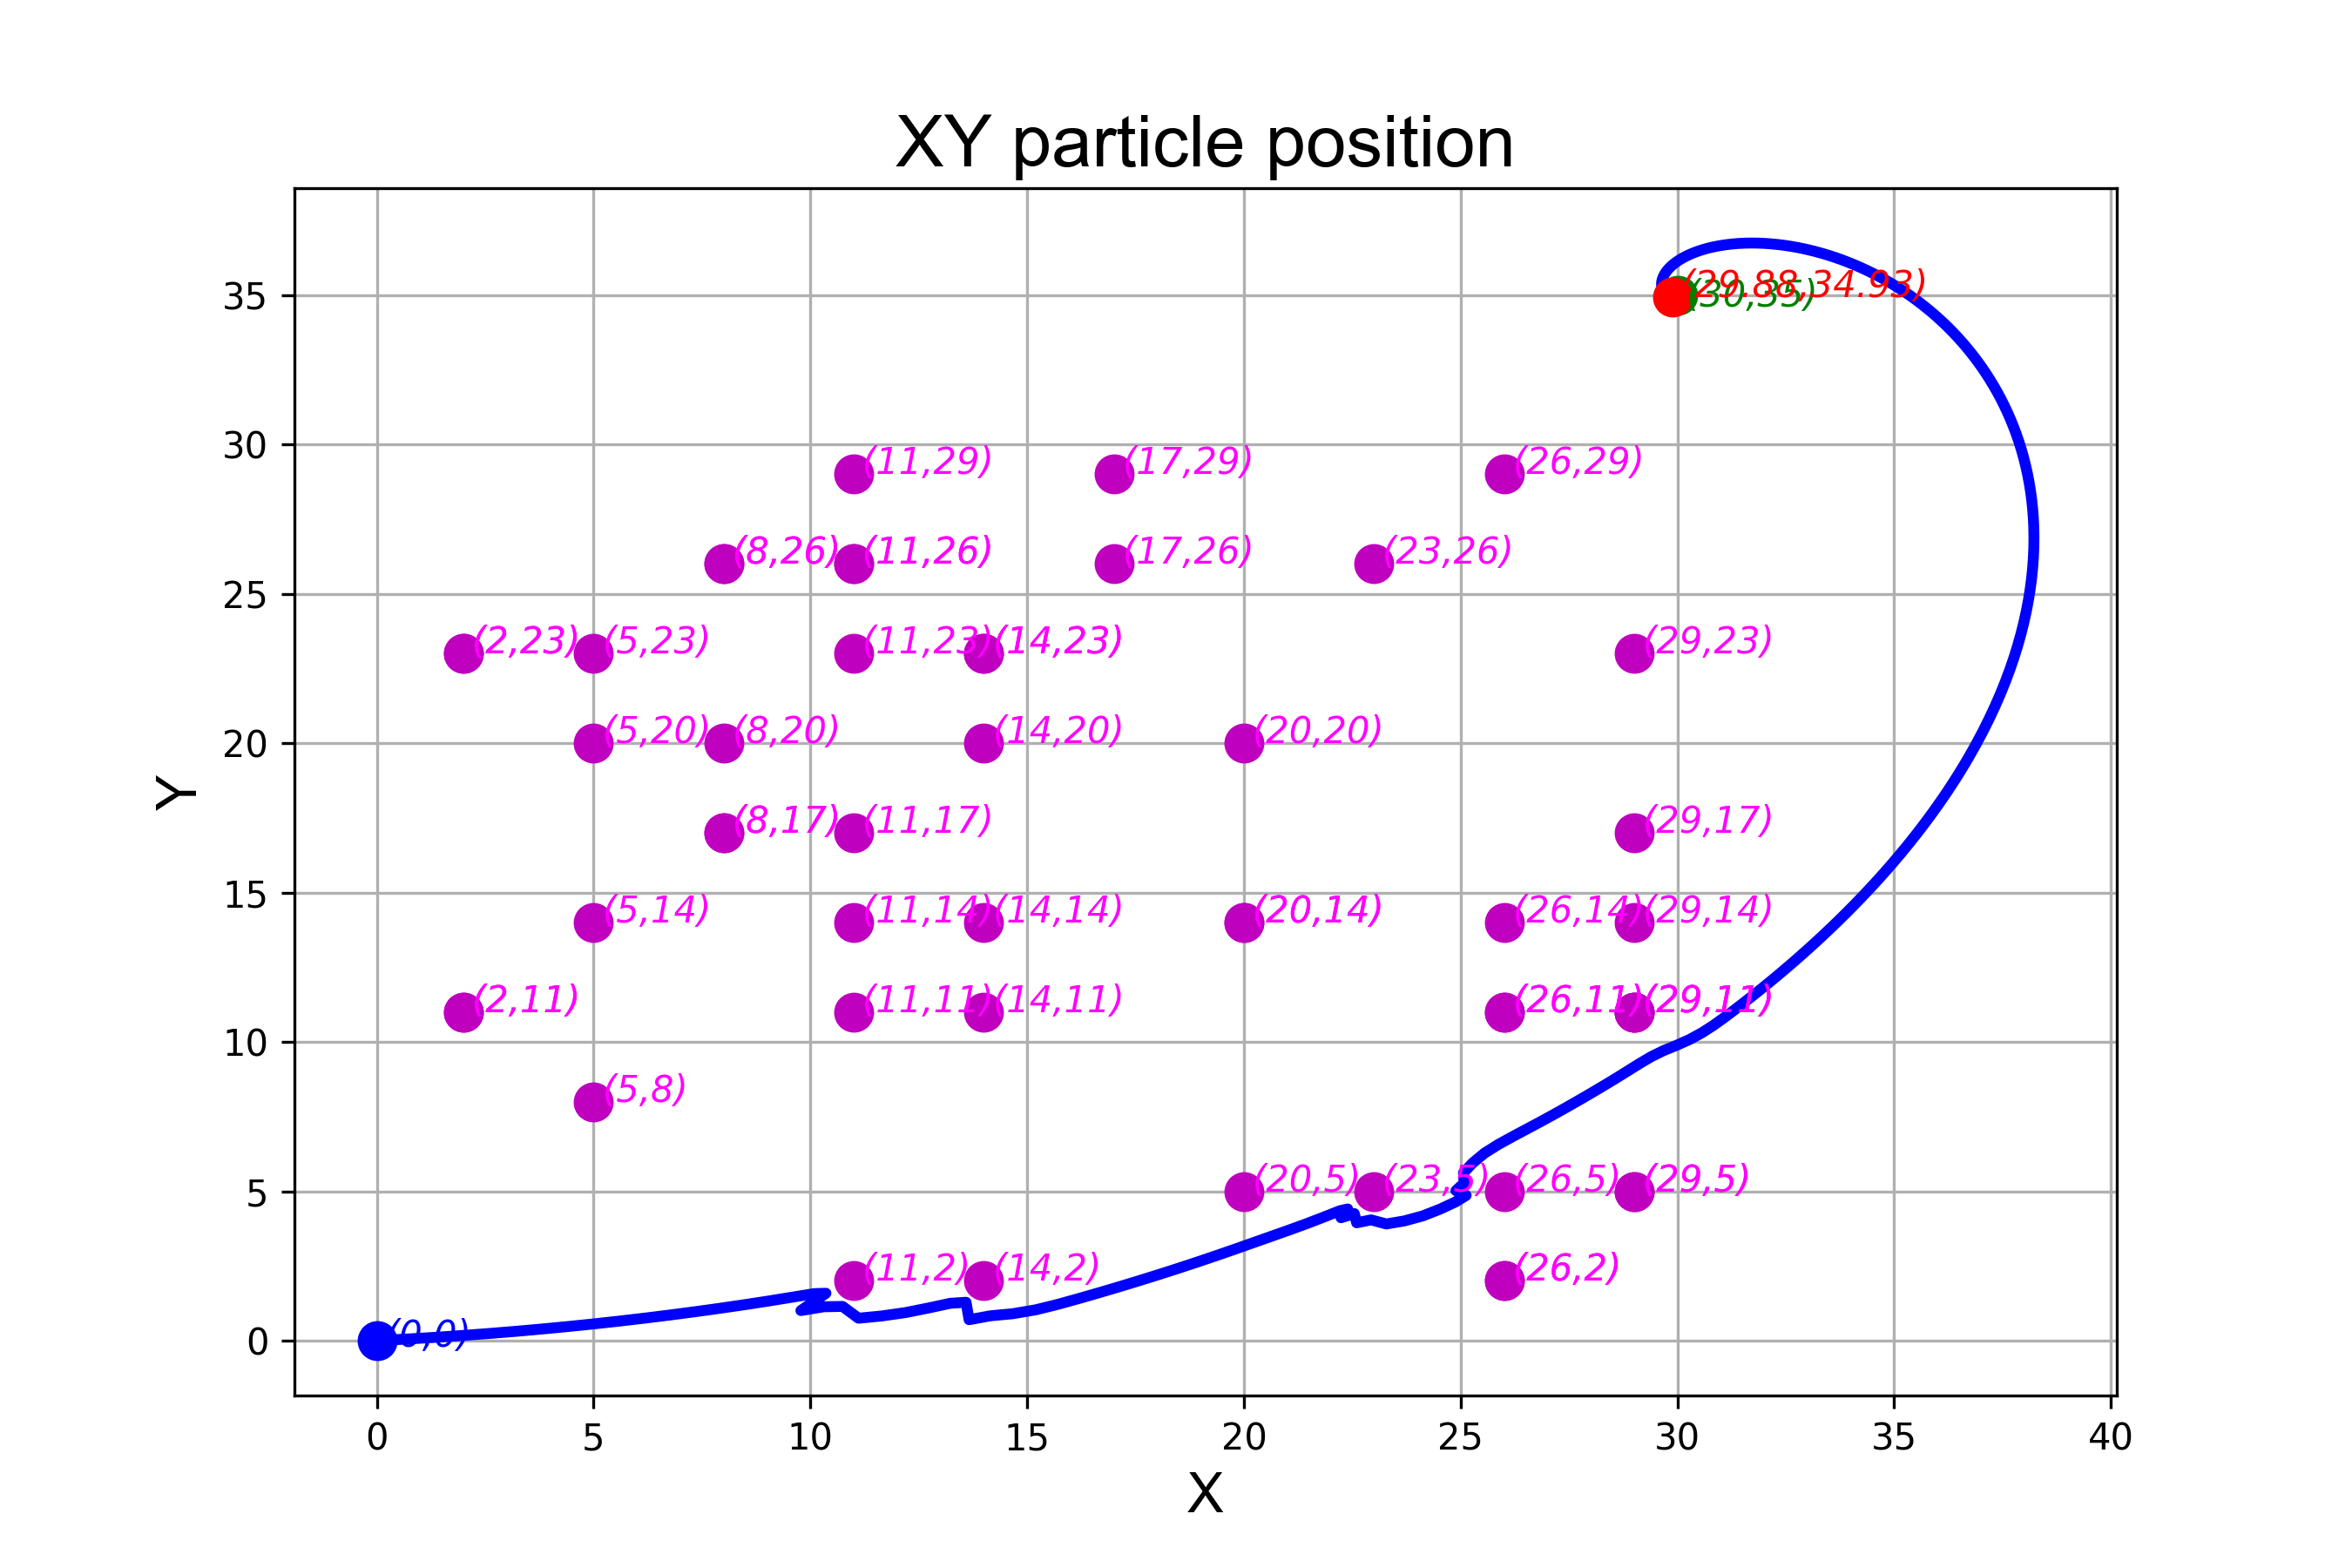 XY particle position
35
30
25
20
15
10
5
0
Y
(29.88,34.93)
(30,35)
(11,29) (17,29) (26,29)
(8,26) (11,26) (17,26) (23,26)
(2,23) (5,23) (11,23) (14,23) (29,23)
(5,20) (8,20) (14,20) (20,20)
(8,17) (11,17) (29,17)
(5,14) (11,14) (14,14) (20,14) (26,14) (29,14)
(2,11) (11,11) (14,11) (26,11) (29,11)
(5,8)
(20,5) (23,5) (26,5) (29,5)
(11,2) (14,2) (26,2)
(0,0)
0 5 10 15 20 25 30 35 40
X